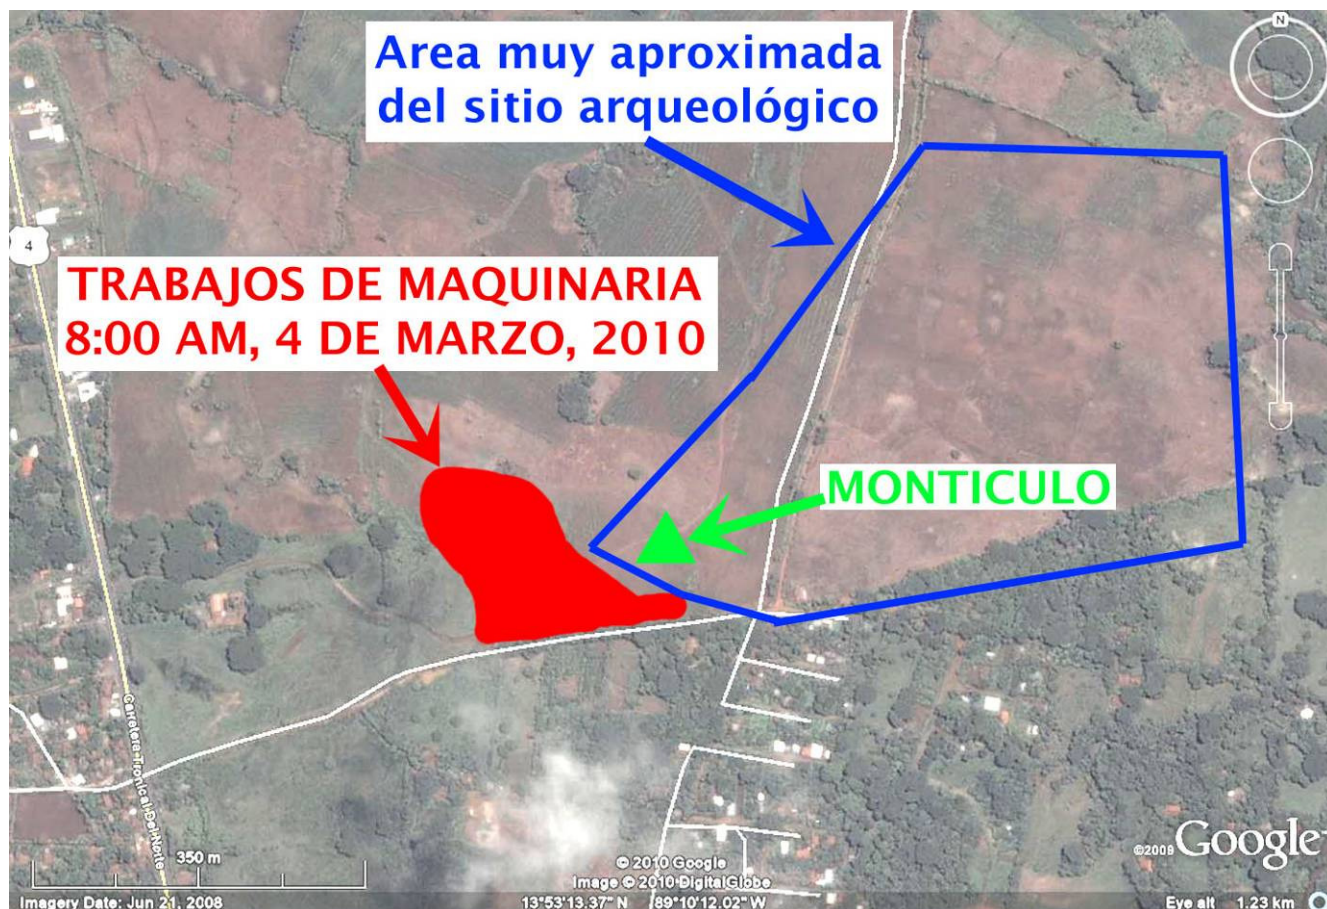 N
Area muy aproximada
del sitio arqueológico
4
TRABAJOS DE MAQUINARIA
8:00 AM, 4 DE MARZO, 2010
MONTICULO
Carretera Tronical Del Norte
350 m
©2009 Google
© 2010 Google
Image © 2010 DigitalGlobe
Imagery Date: Jun 21, 2008
13°53'13.37" N
89°10'12.02" W
Eye alt 1.23 km